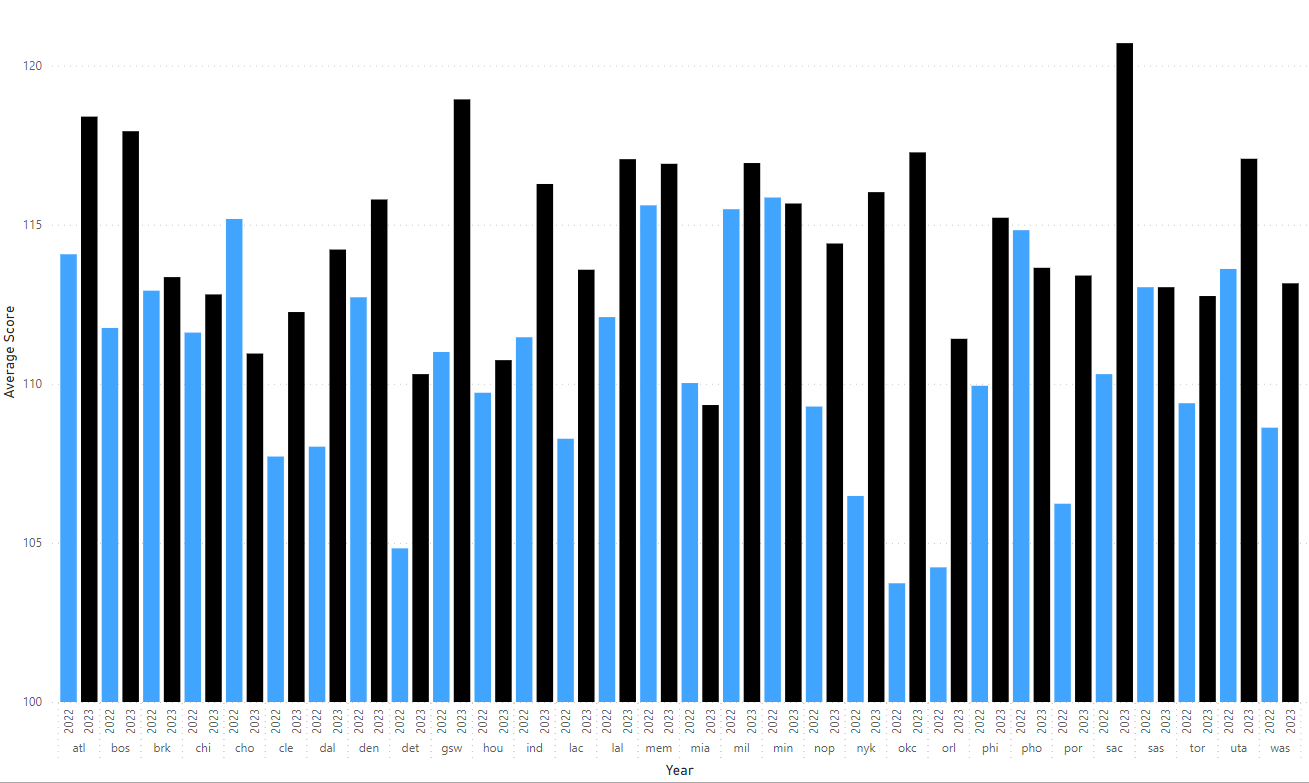 120
115
110
105
100
Average Score
2022 2023 2022 2023 2022 2023 2022 2023 2022 2023 2022 2023 2022 2023 2022 2023 2022 2023 2022 2023 2022 2023 2022 2023 2022 2023 2022 2023 2022 2023 2022 2023 2022 2023 2022 2023 2022 2023 2022 2023 2022 2023 2022 2023 2022 2023 2022 2023 2022 2023 2022 2023 2022 2023 2022 2023 2022 2023 2022 2023
atl bos brk chi cho cle dal den det gsw hou ind lac lal mem mia mil min nop nyk okc orl phi pho por sac sas tor uta was
Year